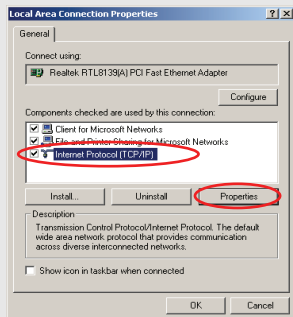 Local Area Connection Properties
General
Connect using:
Realtek RTL8139(A) PCI Fast Ethernet Adapter
Configure
Components checked are used by this connection:
Client for Microsoft Networks
File and Printer Sharing for Microsoft Networks
Internet Protocol (TCP/IP)
Install...
Uninstall
Properties
Description
Transmission Control Protocol/Internet Protocol. The default
wide area network protocol that provides communication
across diverse interconnected networks.
Show icon in taskbar when connected
OK
Cancel